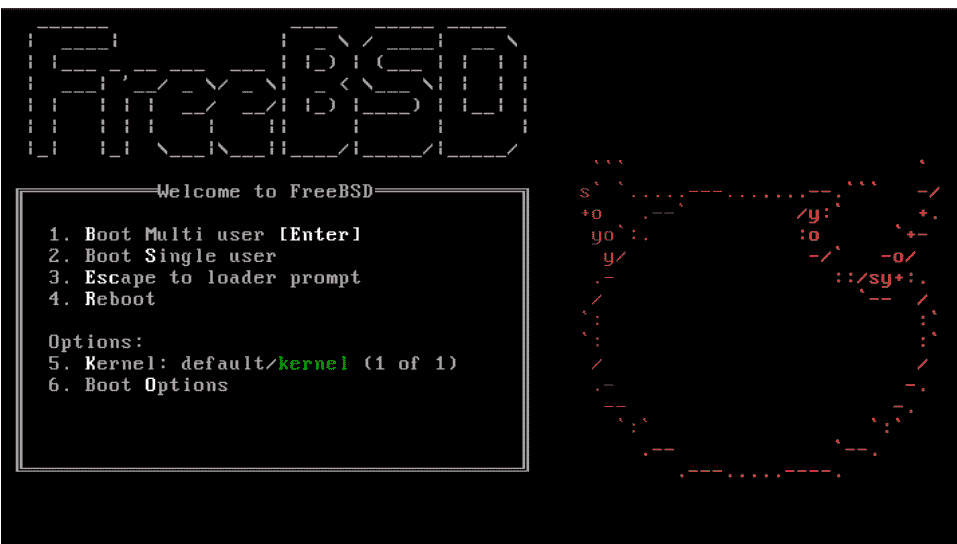 FreeBSD
Welcome to FreeBSD
1. Boot Multi user [Enter]
2. Boot Single user
3. Escape to loader prompt
4. Reboot
Options:
5. Kernel: default/kernel (1 of 1)
6. Boot Options